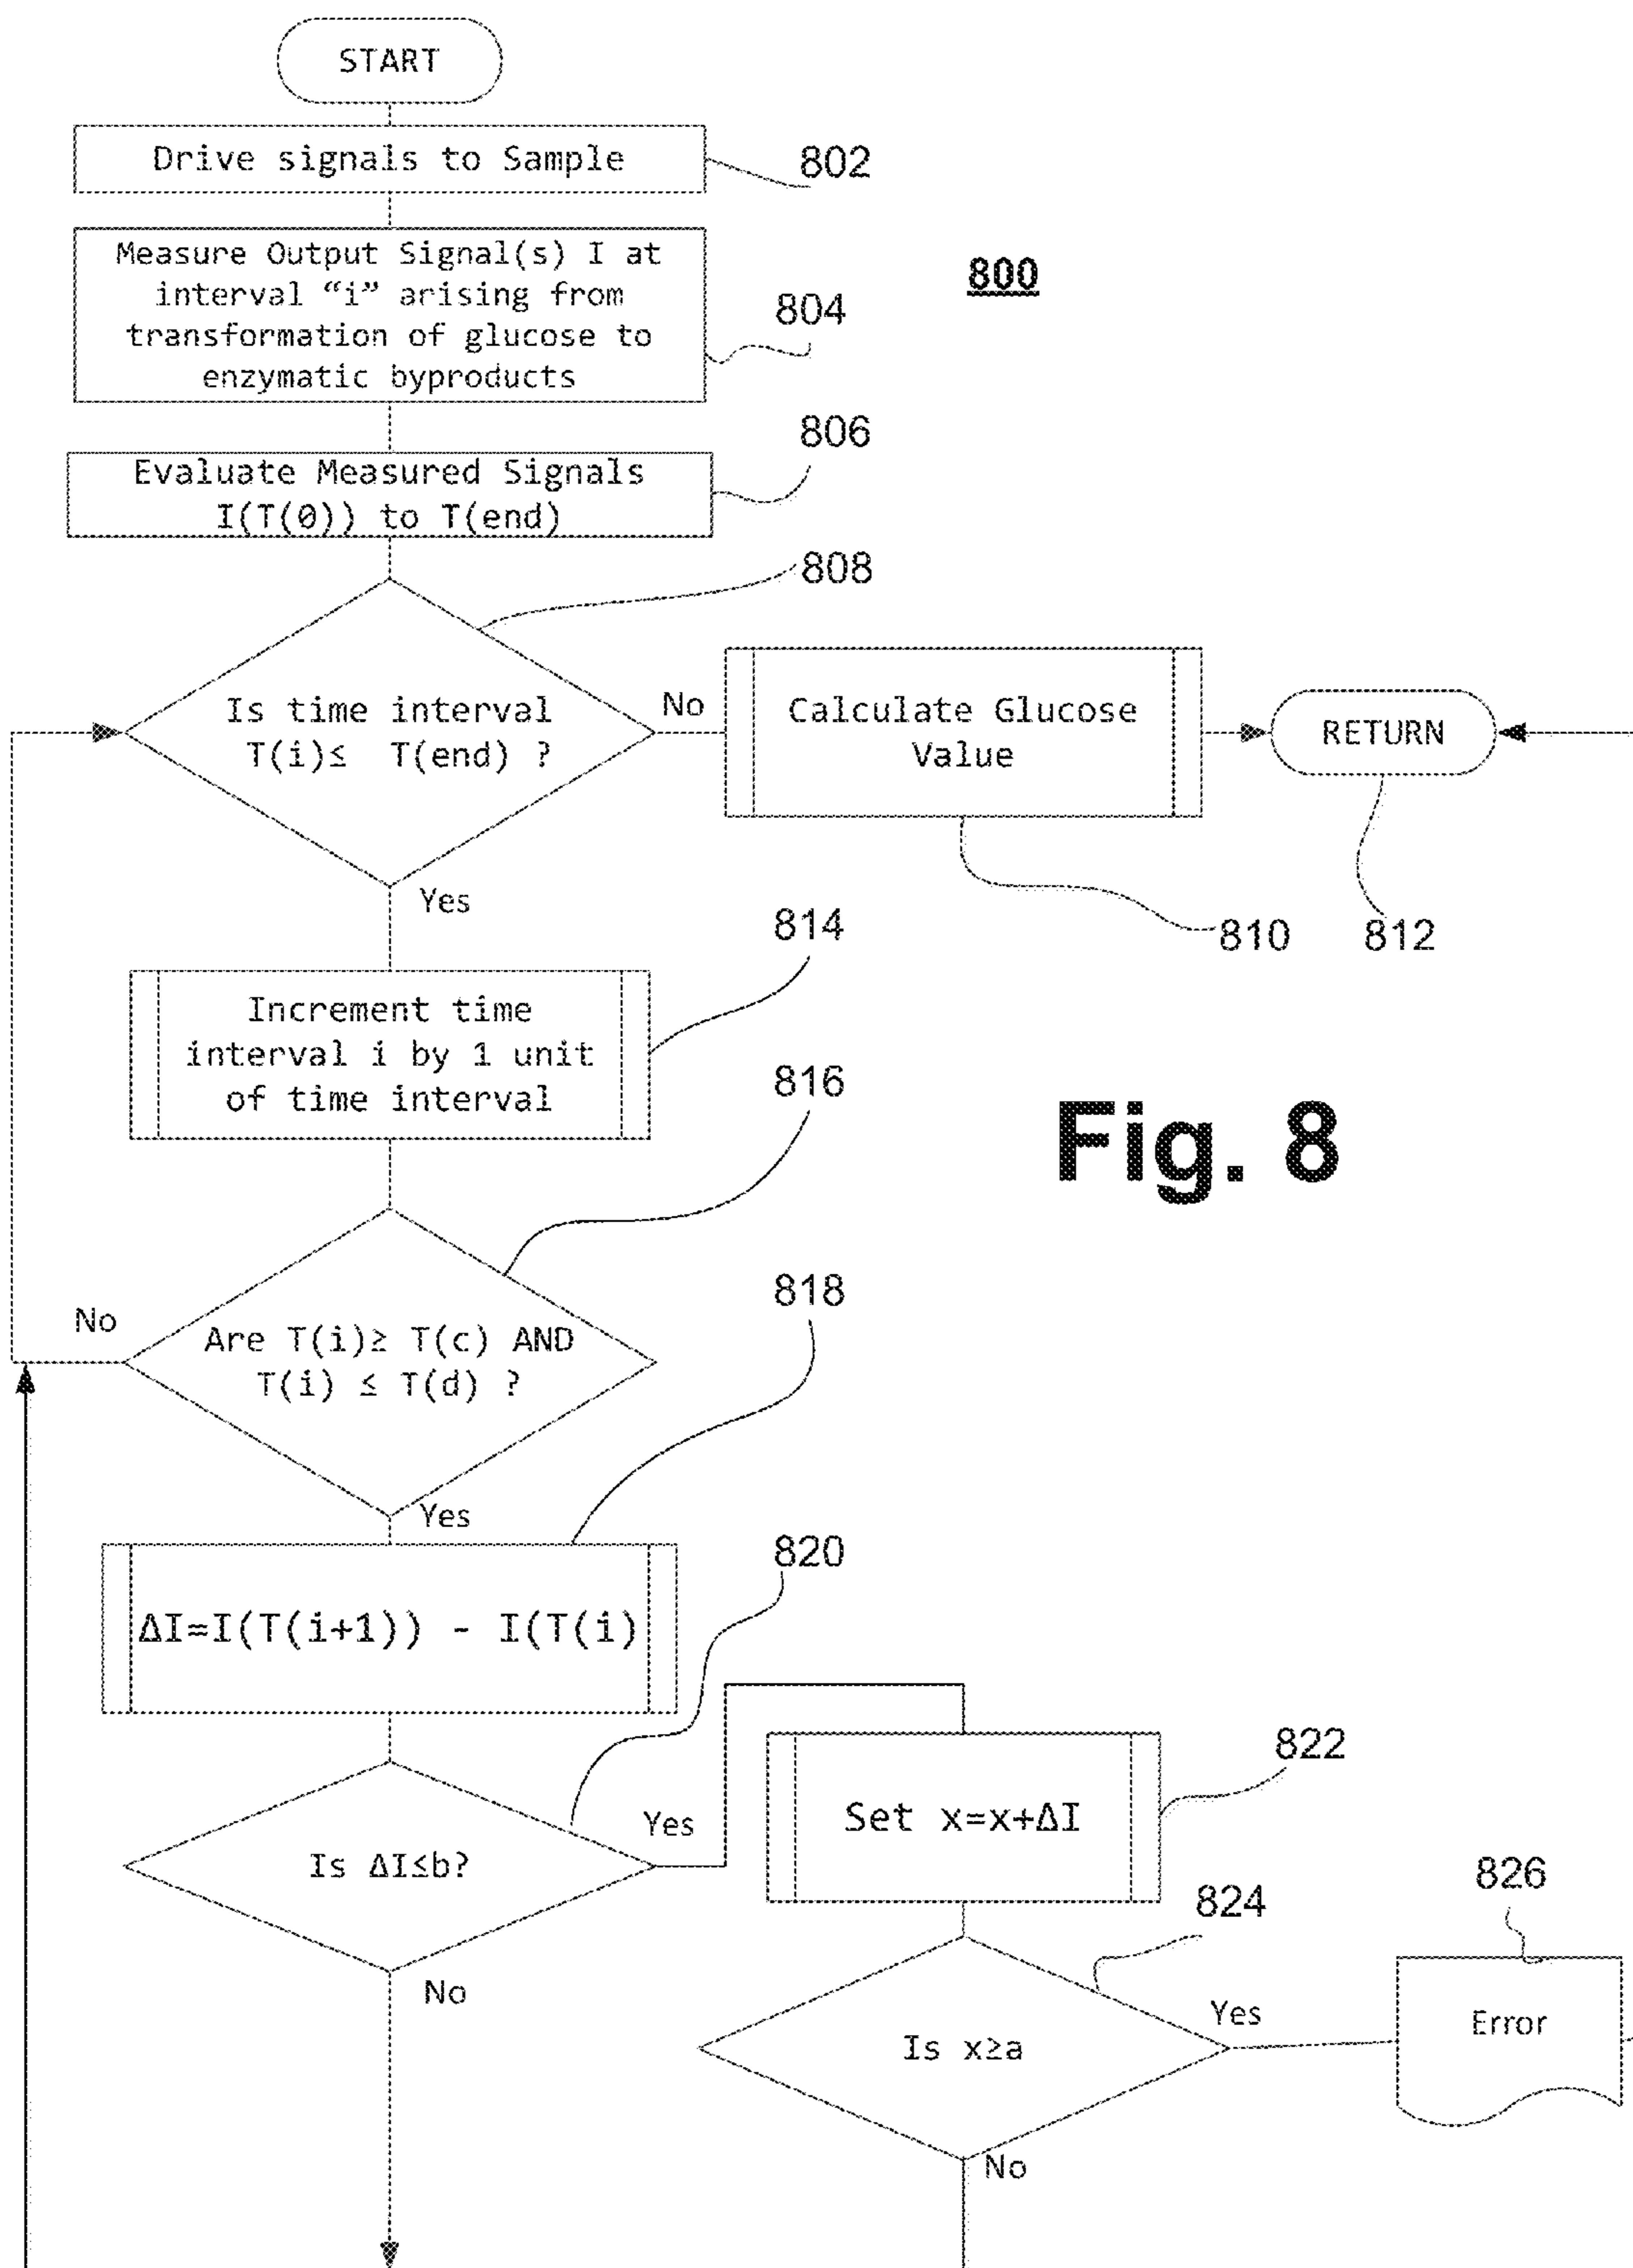 START
Drive signals to Sample
802
Measure Output Signal(s) I at
interval “i” arising from
transformation of glucose to
enzymatic byproducts
804
800
806
Evaluate Measured Signals
I(T(0)) to T(end)
808
Is time interval
T(i)≤ T(end) ?
No
Calculate Glucose
Value
RETURN
Yes
810
812
814
Increment time
interval i by 1 unit
of time interval
816
Fig. 8
818
No
Are T(i)≥ T(c) AND
T(i) ≤ T(d) ?
Yes
820
ΔI=I(T(i+1)) - I(T(i)
822
Set x=x+ΔI
Yes
Is ΔI≤b?
824
826
No
Yes
Error
Is x≥a
No